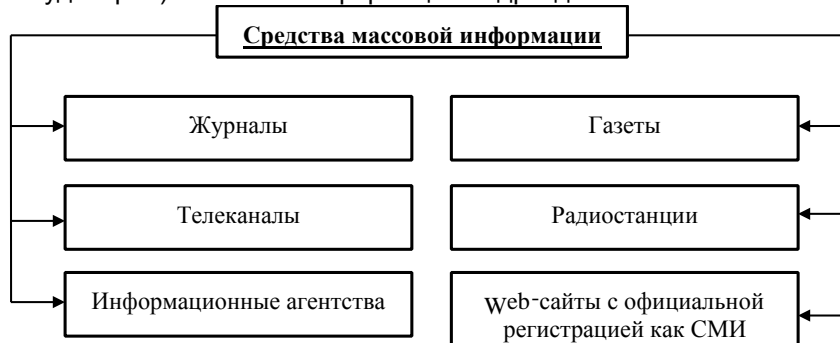 Средства массовой информации
Журналы
Газеты
Телеканалы
Радиостанции
Информационные агентства
web-сайты с официальной
регистрацией как СМИ